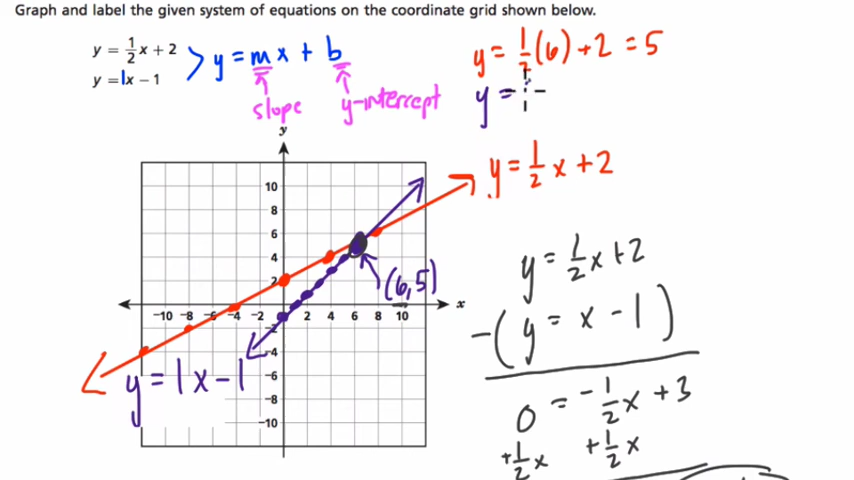 Graph and label the given system of equations on the coordinate grid shown below.
y = 1/2x + 2
y = 1x − 1
> y = mx + b
slope
y-intercept
y = 1/2(6) + 2 = 5
y =
y
10
8
6
4
2
−10 −8 −6 −4 −2 2 4 6 8 10 x
−2
−4
−6
−8
−10
y = 1/2 x + 2
(6,5)
y = 1x − 1
y = 1/2x + 2
−(y = x − 1)
0 = −1/2x + 3
+1/2x +1/2x